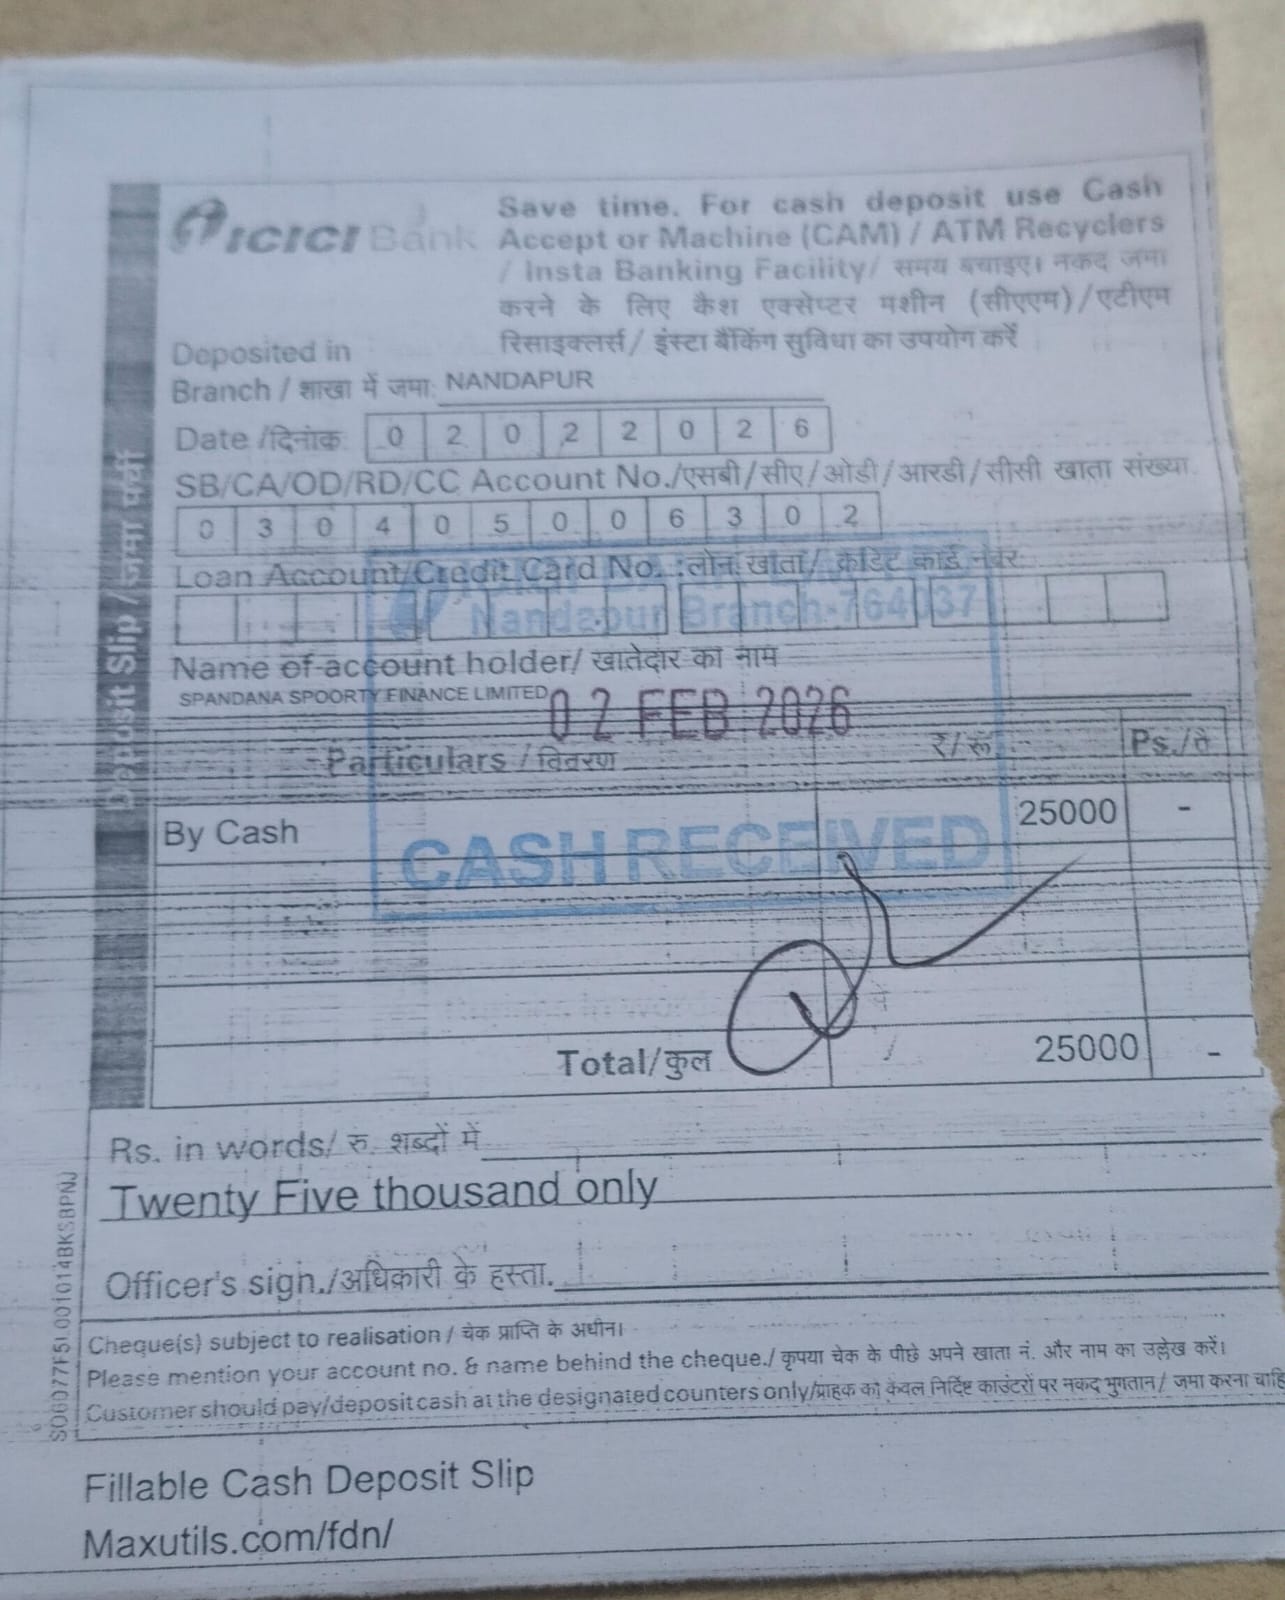 ICICI Bank
Save time. For cash deposit use Cash
Accept or Machine (CAM) / ATM Recyclers
/ Insta Banking Facility/ समय बचाइए। नकद जमा
करने के लिए कैश एक्सेप्टर मशीन (सीएएम)/एटीएम
रिसाइक्लर्स/ इंस्टा बैंकिंग सुविधा का उपयोग करें
Deposited in
Branch / शाखा में जमा: NANDAPUR
Date /दिनांक 0 2 0 2 2 0 2 6
SB/CA/OD/RD/CC Account No./एसबी/सीए/ओडी/आरडी/सीसी खाता संख्या
0 3 0 4 0 5 0 0 6 3 0 2
Loan Account/Credit Card No. :लोन खाता/ क्रेडिट कार्ड नंबर
Nandapur Branch-764037
Name of account holder/ खातेदार का नाम
SPANDANA SPOORTY FINANCE LIMITED
02 FEB 2026
Particulars / विवरण ₹/रू Ps./पै
By Cash 25000 -
CASH RECEIVED
Total/कुल 25000 -
Rs. in words/ रु. शब्दों में
Twenty Five thousand only
Officer's sign./अधिकारी के हस्ता.
Cheque(s) subject to realisation / चेक प्राप्ति के अधीन।
Please mention your account no. & name behind the cheque./ कृपया चेक के पीछे अपने खाता नं. और नाम का उल्लेख करें।
Customer should pay/deposit cash at the designated counters only/ग्राहक को केवल निर्दिष्ट काउंटरों पर नकद भुगतान/ जमा करना चाहि
Deposit Slip / जमा पर्ची
Fillable Cash Deposit Slip
Maxutils.com/fdn/